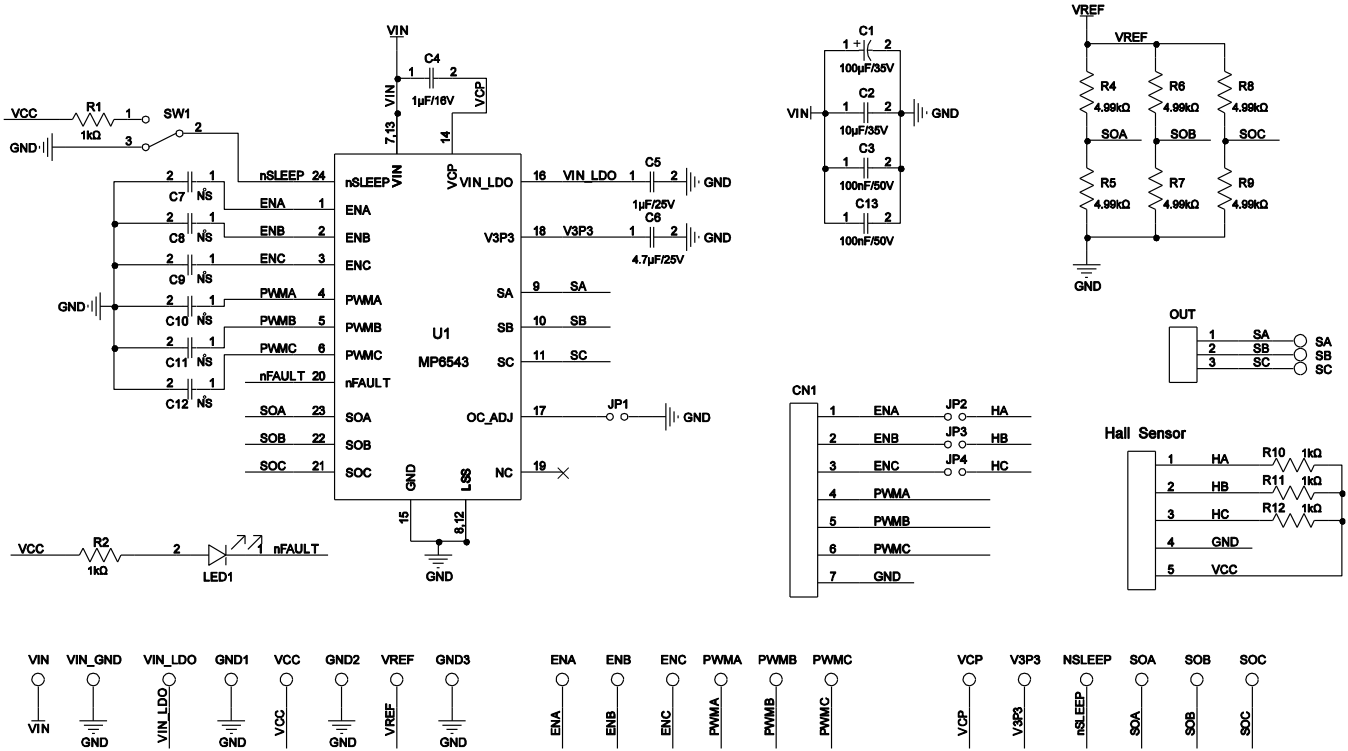 VIN
C4
1 2
1µF/16V
VIN
VCP
7,13
14
VCC
R1
1kΩ
1
SW1
2
3
GND
nSLEEP 24
ENA 1
ENB 2
ENC 3
PWMA 4
PWMB 5
PWMC 6
nFAULT 20
SOA 23
SOB 22
SOC 21
2 1
C7 NS
2 1
C8 NS
2 1
C9 NS
2 1
C10 NS
2 1
C11 NS
2 1
C12 NS
GND
VIN
VCP
nSLEEP
ENA
ENB
ENC
PWMA
PWMB
PWMC
nFAULT
SOA
SOB
SOC
U1
MP6543
VIN_LDO
V3P3
SA
SB
SC
OC_ADJ
NC
GND
LSS
15
8,12
GND
16 VIN_LDO 1 C5 2 GND
1µF/25V
18 V3P3 1 C6 2 GND
4.7µF/25V
9 SA
10 SB
11 SC
17 JP1 GND
19
VCC
R2
1kΩ
2
LED1
1
nFAULT
C1
1 + 2
100µF/35V
C2
VIN 1 2 GND
10µF/35V
C3
1 2
100nF/50V
C13
1 2
100nF/50V
VREF
VREF
R4
4.99kΩ
R6
4.99kΩ
R8
4.99kΩ
SOA SOB SOC
R5
4.99kΩ
R7
4.99kΩ
R9
4.99kΩ
GND
OUT
1 SA SA
2 SB SB
3 SC SC
CN1
1 ENA JP2 HA
2 ENB JP3 HB
3 ENC JP4 HC
4 PWMA
5 PWMB
6 PWMC
7 GND
Hall Sensor
1 HA R10 1kΩ
2 HB R11 1kΩ
3 HC R12 1kΩ
4 GND
5 VCC
VIN VIN_GND VIN_LDO GND1 VCC GND2 VREF GND3
VIN GND VIN_LDO GND VCC GND VREF GND
ENA ENB ENC PWMA PWMB PWMC
ENA ENB ENC PWMA PWMB PWMC
VCP V3P3 NSLEEP SOA SOB SOC
VCP V3P3 nSLEEP SOA SOB SOC